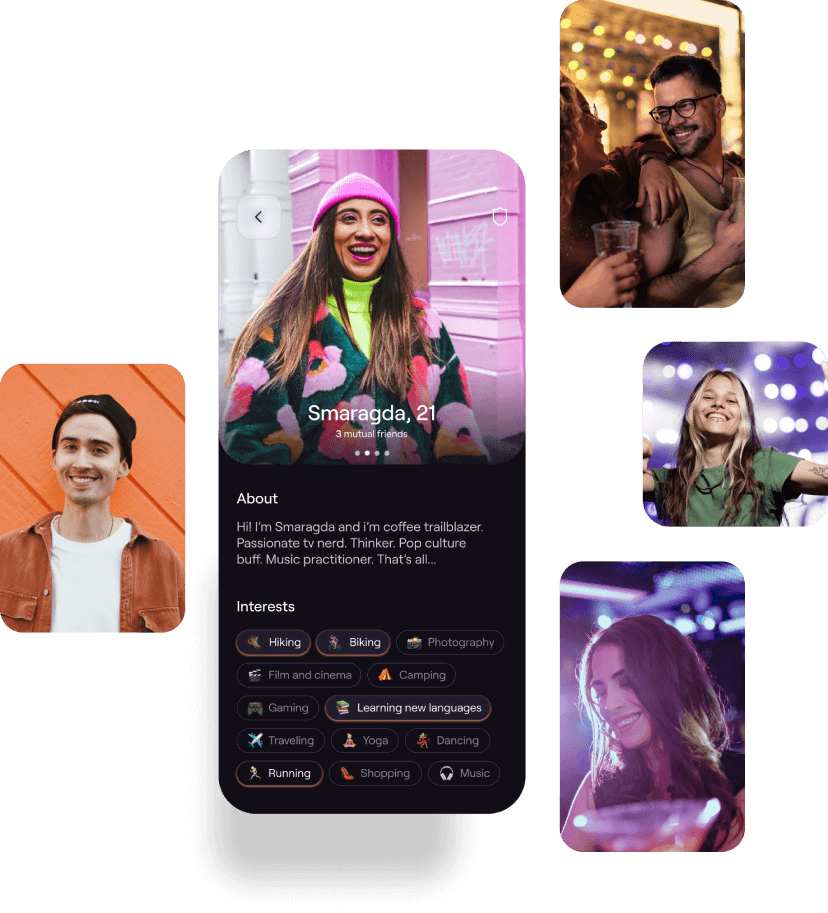 Smaragda, 21
3 mutual friends
About
Hi! I'm Smaragda and i'm coffee trailblazer.
Passionate tv nerd. Thinker. Pop culture
buff. Music practitioner. That's all...
Interests
Hiking Biking Photography
Film and cinema Camping
Gaming Learning new languages
Traveling Yoga Dancing
Running Shopping Music